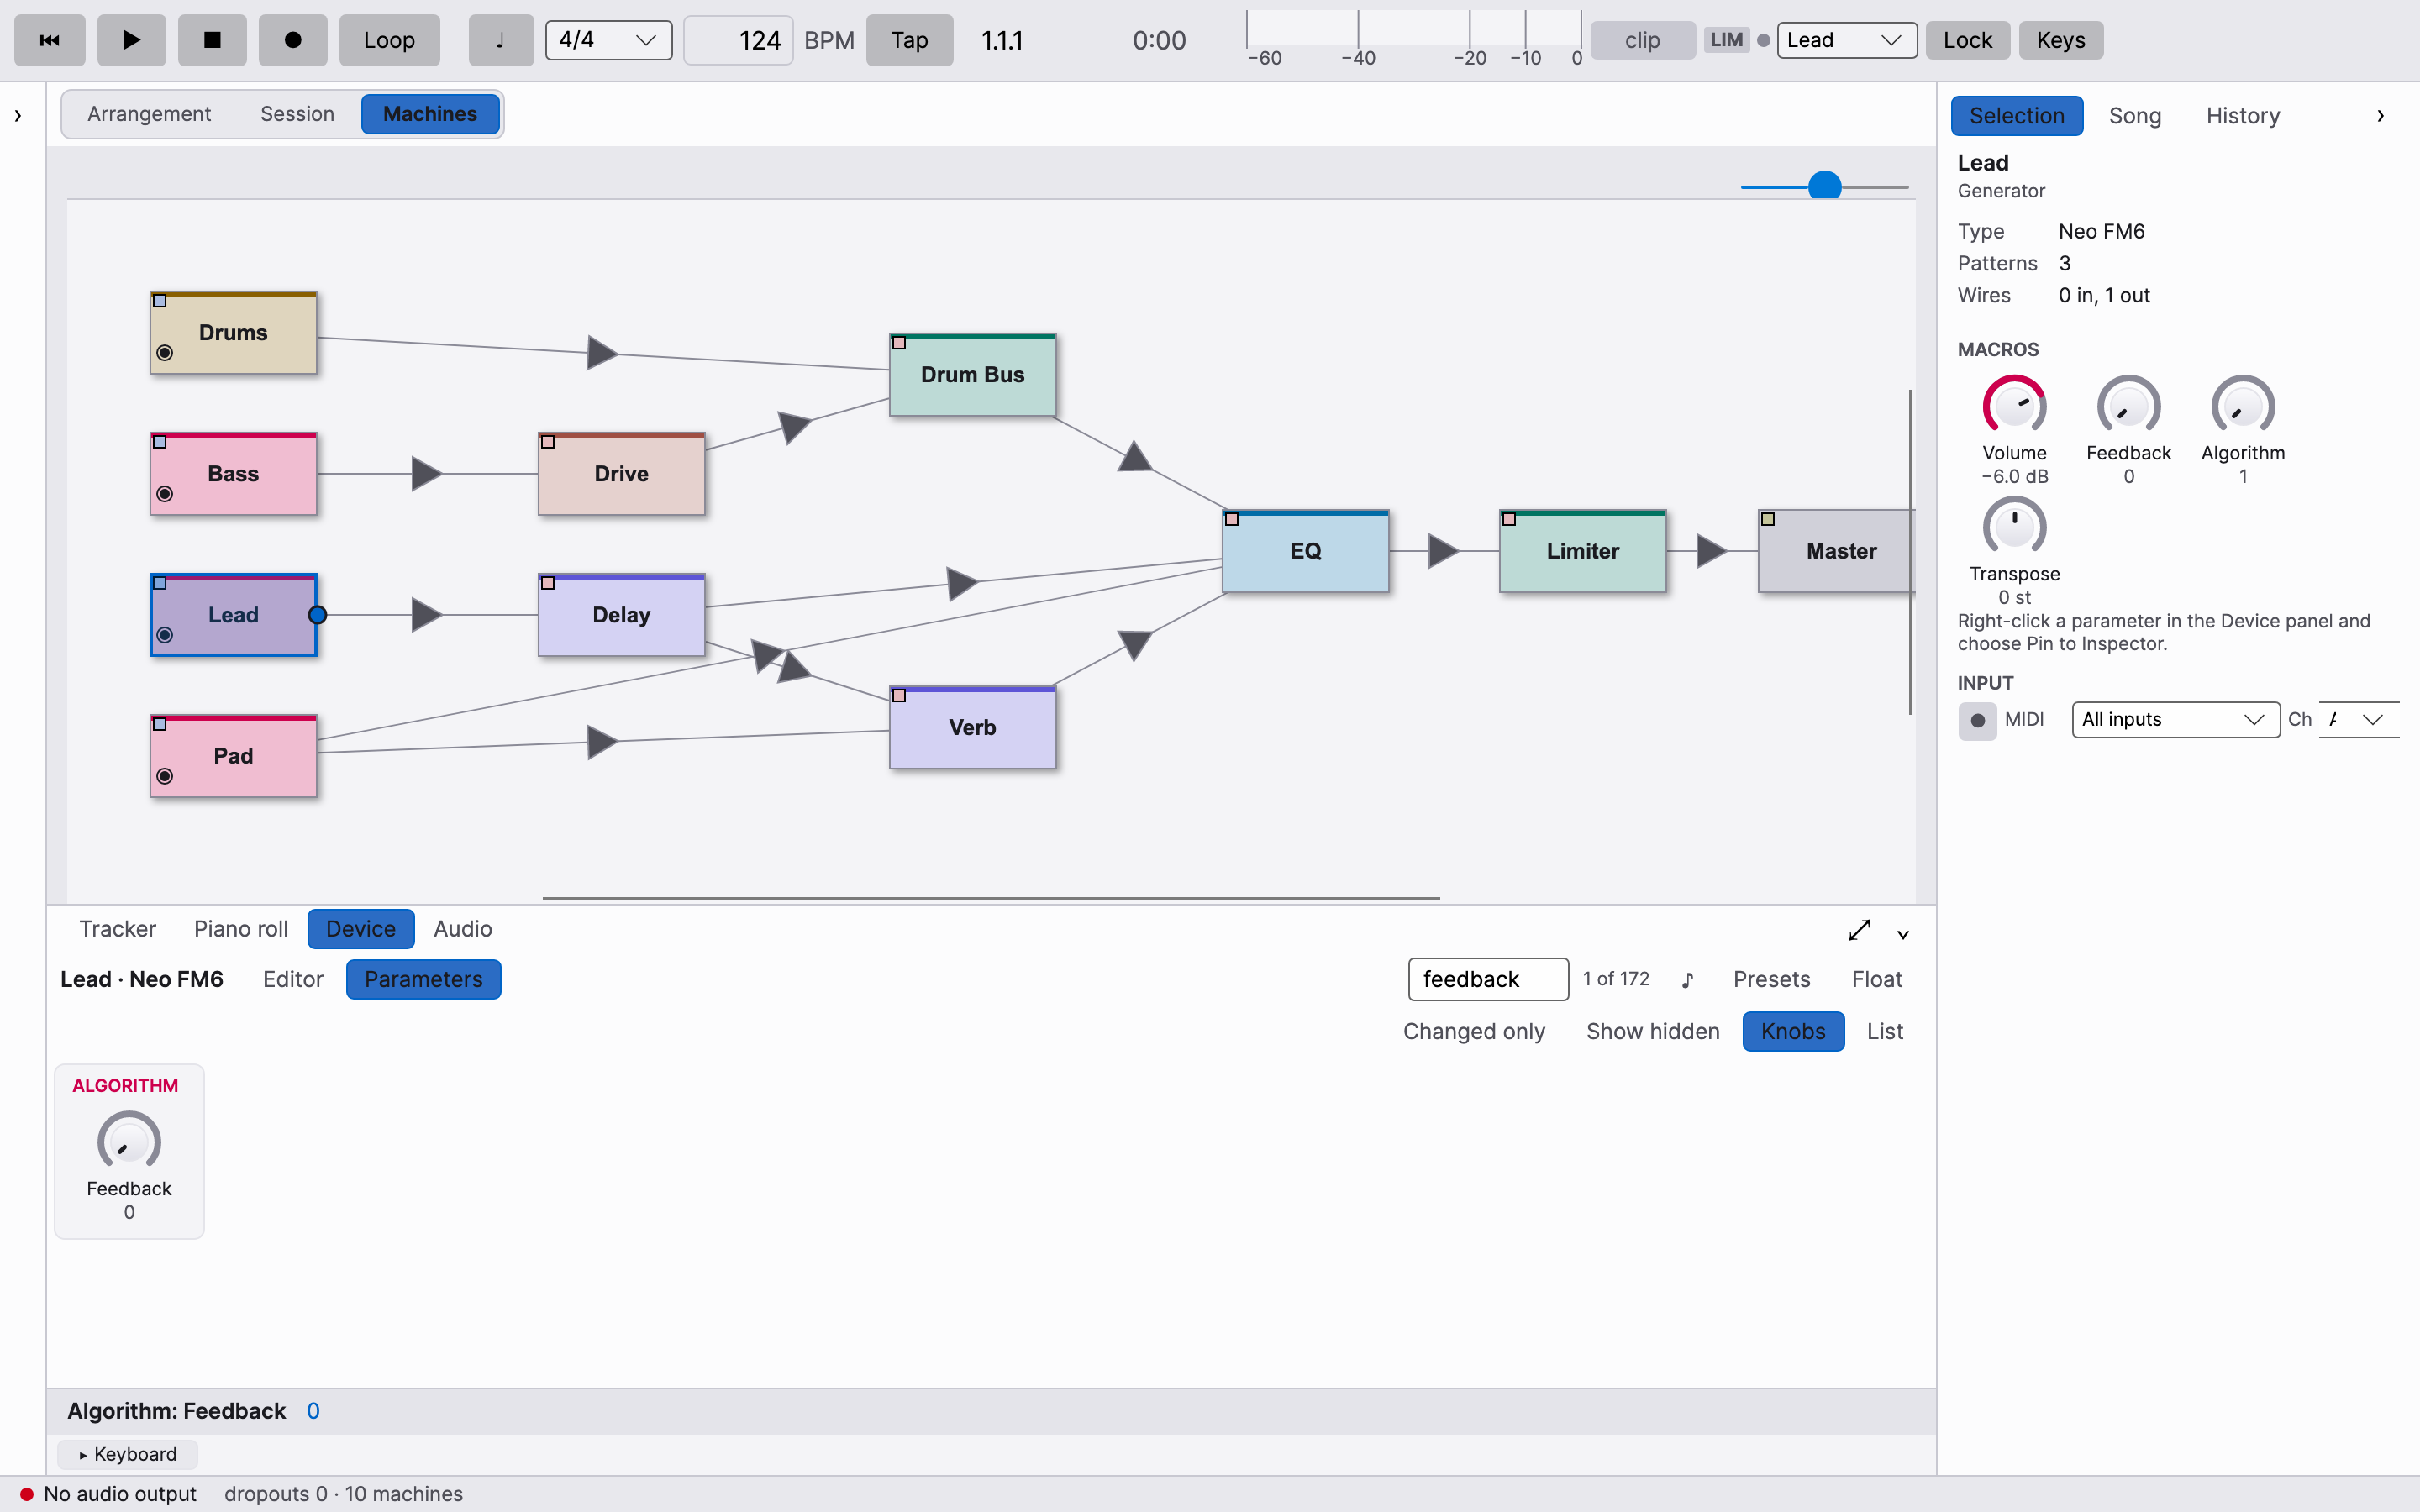 Loop
4/4
124 BPM
Tap
1.1.1
0:00
−60 −40 −20 −10 0
clip
LIM
Lead
Lock
Keys
Arrangement Session Machines
Selection Song History
Lead
Generator
Type Neo FM6
Patterns 3
Wires 0 in, 1 out
MACROS
Volume Feedback Algorithm
−6.0 dB 0 1
Transpose
0 st
Right-click a parameter in the Device panel and
choose Pin to Inspector.
INPUT
MIDI All inputs Ch
Drums
Drum Bus
Bass
Drive
EQ
Limiter
Master
Lead
Delay
Verb
Pad
Tracker Piano roll Device Audio
Lead · Neo FM6 Editor Parameters
feedback 1 of 172 Presets Float
Changed only Show hidden Knobs List
ALGORITHM
Feedback
0
Algorithm: Feedback 0
Keyboard
No audio output dropouts 0 · 10 machines